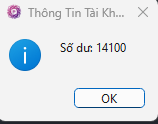 Thông Tin Tài Kh...
Số dư: 14100
OK